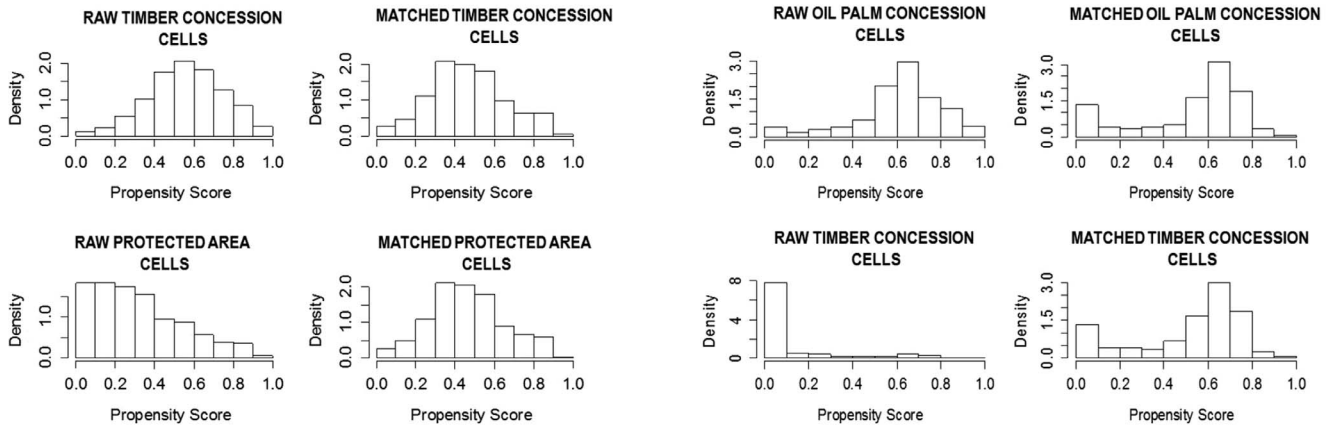 RAW TIMBER CONCESSION
CELLS
Density
0.0
1.0
2.0
0.0 0.2 0.4 0.6 0.8 1.0
Propensity Score
MATCHED TIMBER CONCESSION
CELLS
Density
0.0
1.0
2.0
0.0 0.2 0.4 0.6 0.8 1.0
Propensity Score
RAW OIL PALM CONCESSION
CELLS
Density
0.0
1.5
3.0
0.0 0.2 0.4 0.6 0.8 1.0
Propensity Score
MATCHED OIL PALM CONCESSION
CELLS
Density
0.0
1.5
3.0
0.0 0.2 0.4 0.6 0.8 1.0
Propensity Score
RAW PROTECTED AREA
CELLS
Density
0.0
1.0
0.0 0.2 0.4 0.6 0.8 1.0
Propensity Score
MATCHED PROTECTED AREA
CELLS
Density
0.0
1.0
2.0
0.0 0.2 0.4 0.6 0.8 1.0
Propensity Score
RAW TIMBER CONCESSION
CELLS
Density
0
4
8
0.0 0.2 0.4 0.6 0.8 1.0
Propensity Score
MATCHED TIMBER CONCESSION
CELLS
Density
0.0
1.5
3.0
0.0 0.2 0.4 0.6 0.8 1.0
Propensity Score